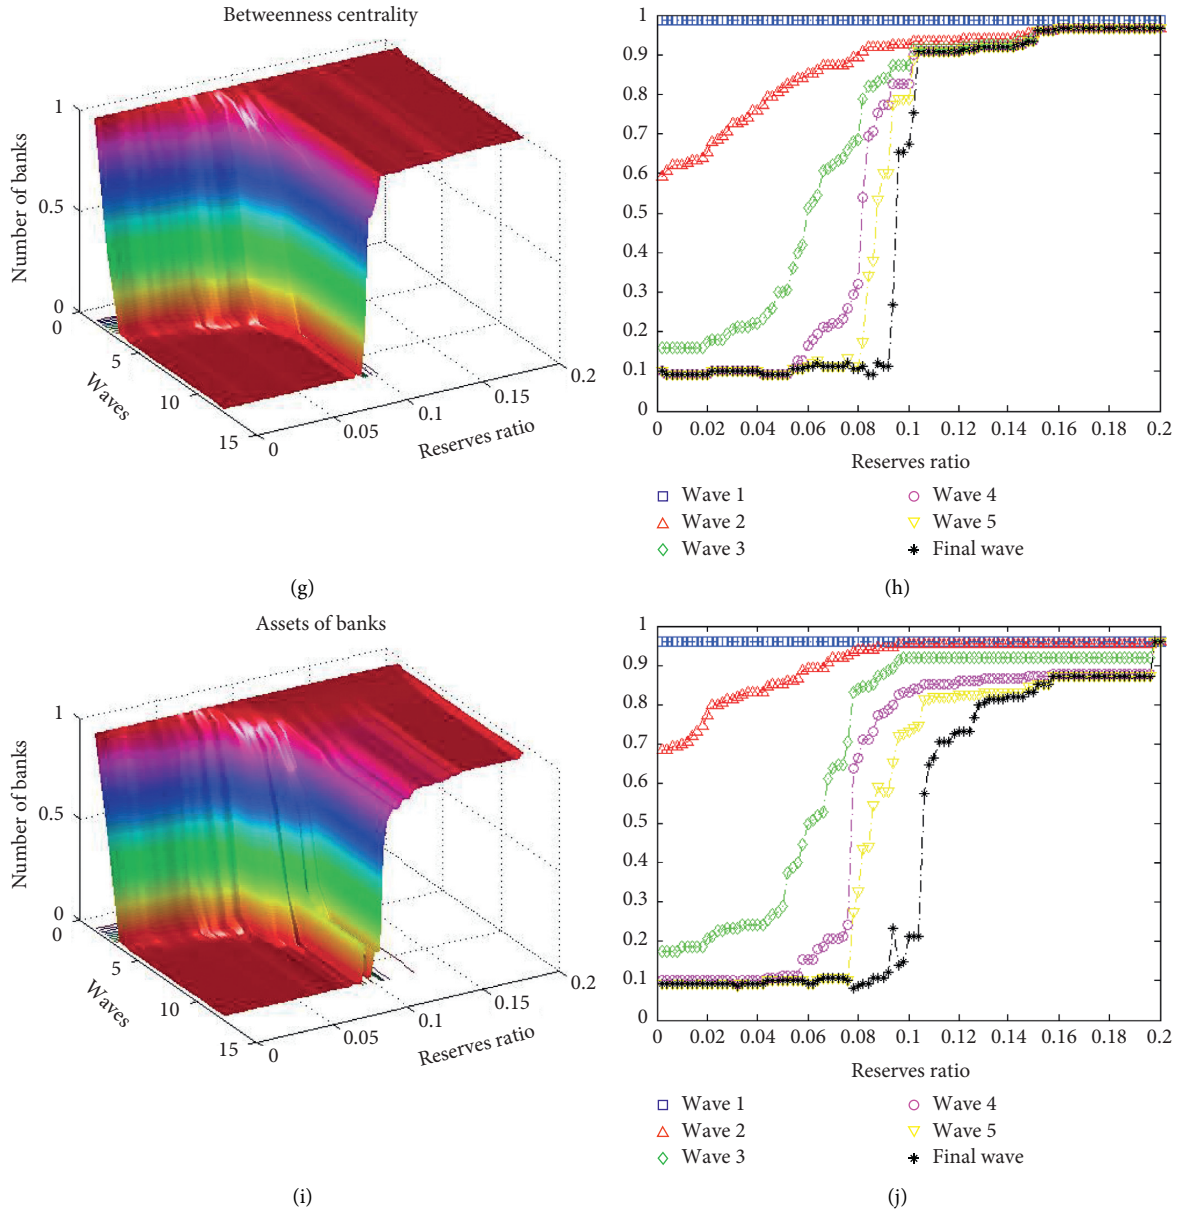 Betweenness centrality
Number of banks
1
0.5
0
0
5
10
15
Waves
0
0.05
0.1
0.15
0.2
Reserves ratio
(g)
1
0.9
0.8
0.7
0.6
0.5
0.4
0.3
0.2
0.1
0
0 0.02 0.04 0.06 0.08 0.1 0.12 0.14 0.16 0.18 0.2
Reserves ratio
Wave 1
Wave 2
Wave 3
Wave 4
Wave 5
Final wave
(h)
Assets of banks
Number of banks
1
0.5
0
0
5
10
15
Waves
0
0.05
0.1
0.15
0.2
Reserves ratio
(i)
1
0.9
0.8
0.7
0.6
0.5
0.4
0.3
0.2
0.1
0
0 0.02 0.04 0.06 0.08 0.1 0.12 0.14 0.16 0.18 0.2
Reserves ratio
Wave 1
Wave 2
Wave 3
Wave 4
Wave 5
Final wave
(j)